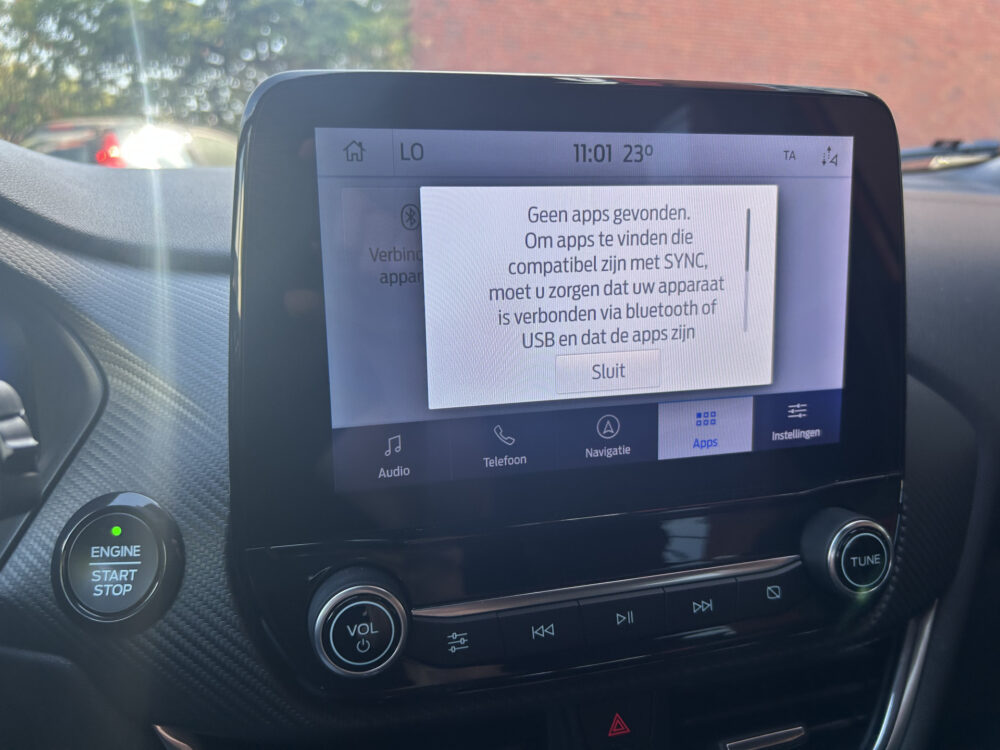 LO
11:01 23°
TA
Verbind
appar
Geen apps gevonden.
Om apps te vinden die
compatibel zijn met SYNC,
moet u zorgen dat uw apparaat
is verbonden via bluetooth of
USB en dat de apps zijn
Sluit
Audio
Telefoon
Navigatie
Apps
Instellingen
ENGINE
START
STOP
VOL
TUNE